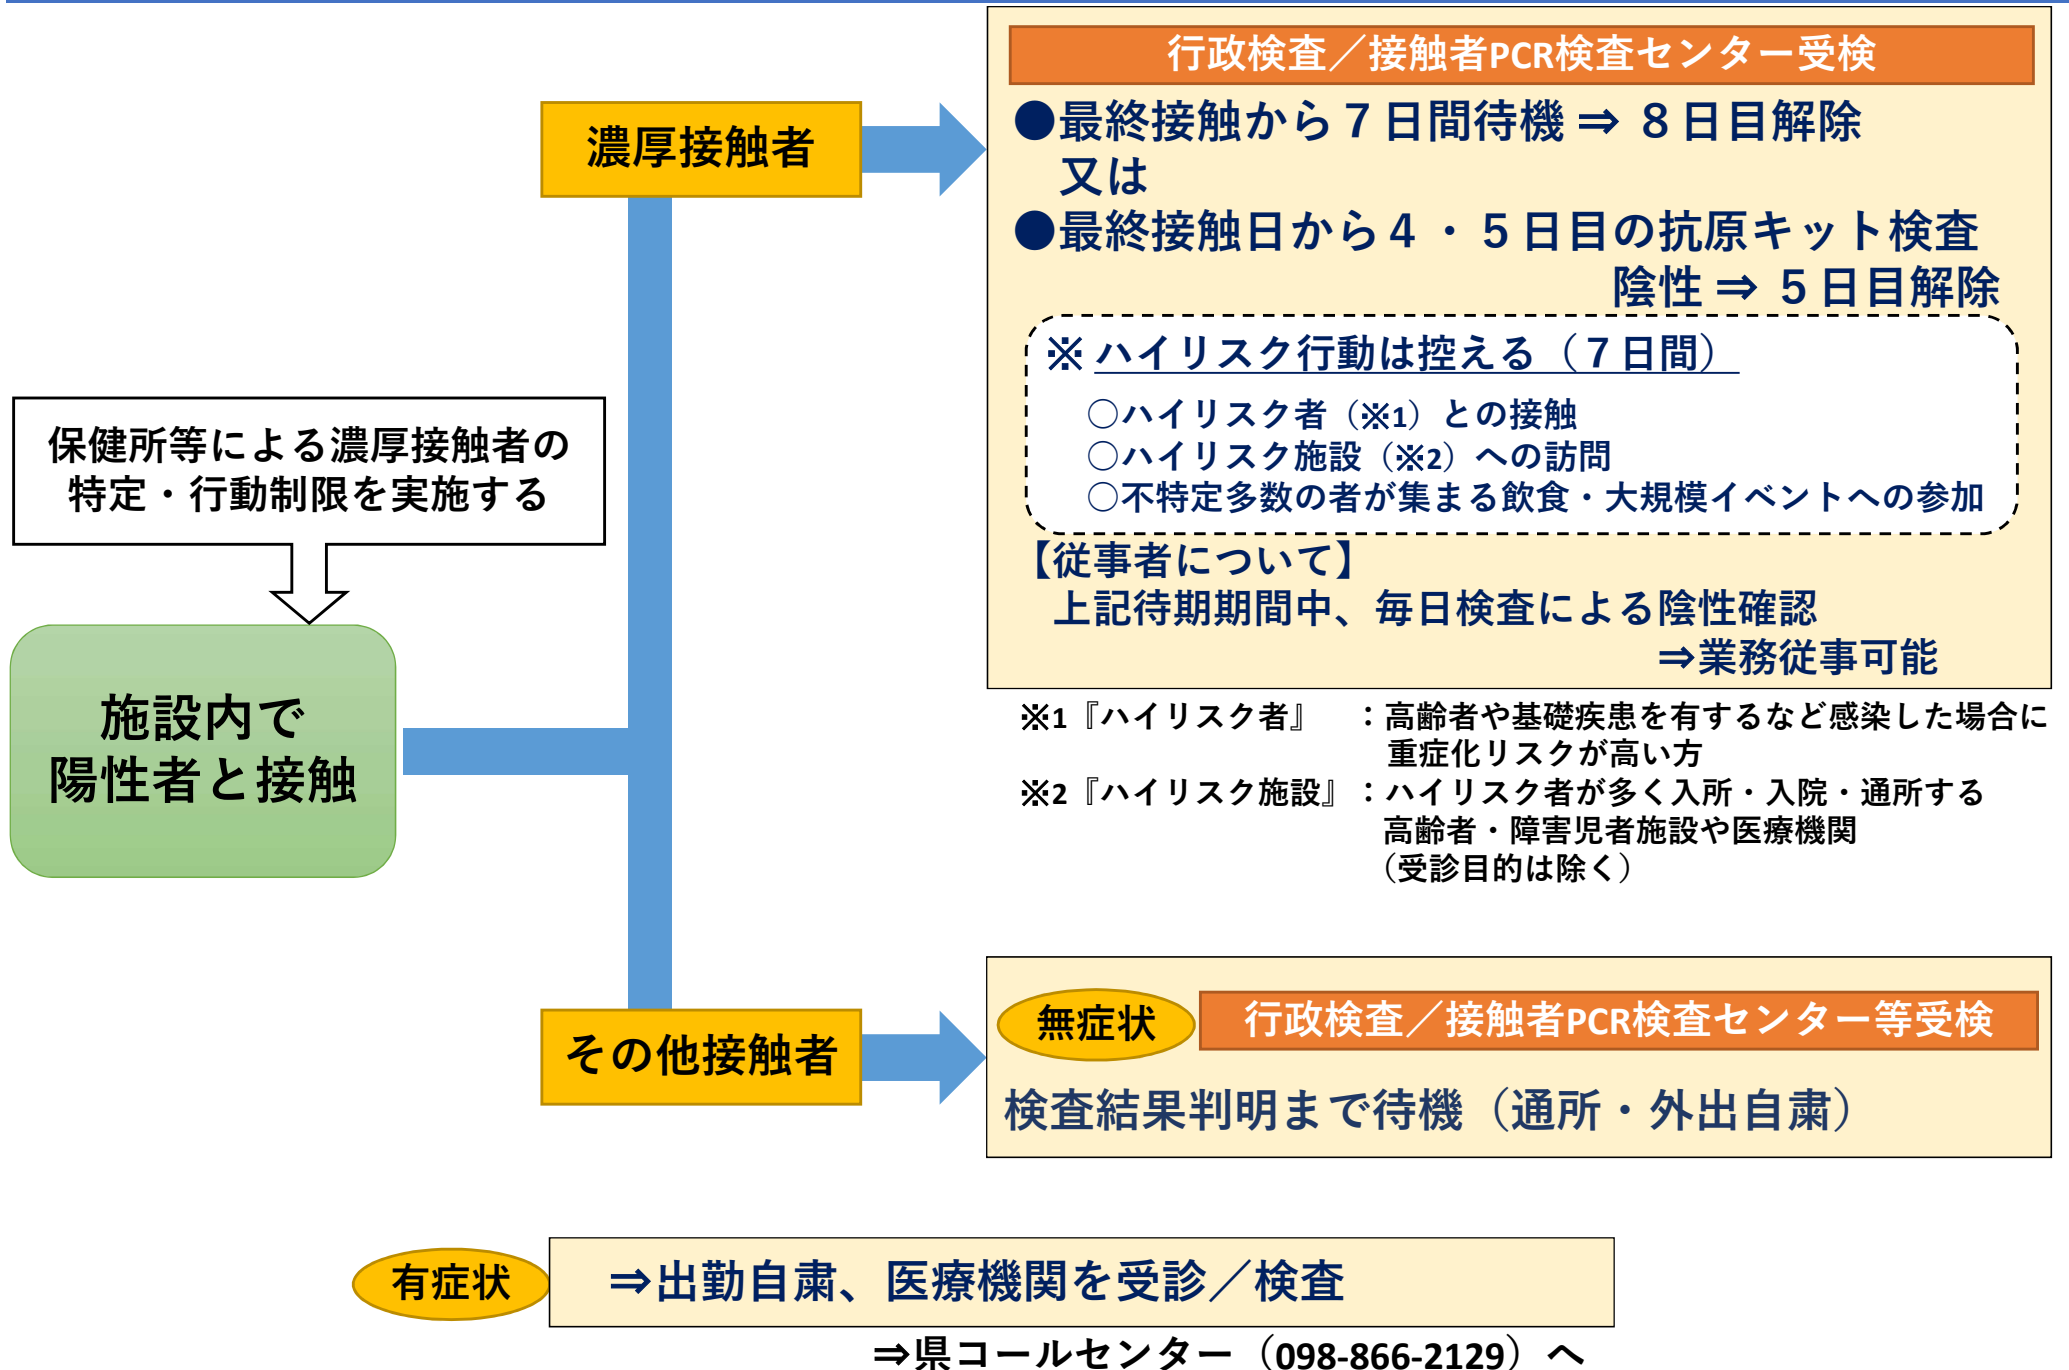 保健所等による濃厚接触者の
特定・行動制限を実施する
施設内で
陽性者と接触
濃厚接触者
行政検査／接触者PCR検査センター受検
●最終接触から７日間待機 ⇒ ８日目解除
又は
●最終接触日から４・５日目の抗原キット検査
陰性 ⇒ ５日目解除
※ ハイリスク行動は控える（７日間）
○ハイリスク者（※1）との接触
○ハイリスク施設（※2）への訪問
○不特定多数の者が集まる飲食・大規模イベントへの参加
【従事者について】
上記待期期間中、毎日検査による陰性確認
⇒業務従事可能
※1『ハイリスク者』　：高齢者や基礎疾患を有するなど感染した場合に
重症化リスクが高い方
※2『ハイリスク施設』：ハイリスク者が多く入所・入院・通所する
高齢者・障害児者施設や医療機関
（受診目的は除く）
その他接触者
無症状
行政検査／接触者PCR検査センター等受検
検査結果判明まで待機（通所・外出自粛）
有症状
⇒出勤自粛、医療機関を受診／検査
⇒県コールセンター（098-866-2129）へ